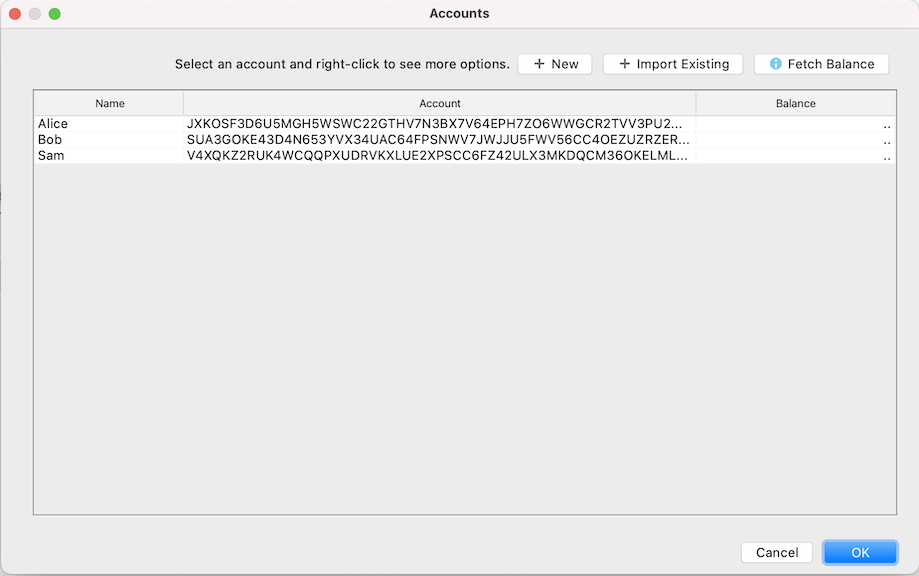 Accounts
Select an account and right-click to see more options. + New + Import Existing Fetch Balance
Name Account Balance
Alice JXKOSF3D6U5MGH5WSWC22GTHV7N3BX7V64EPH7ZO6WWGCR2TVV3PU2... ..
Bob SUA3GOKE43D4N653YVX34UAC64FPSNWV7JWJJU5FWV56CC4OEZUZRZER... ..
Sam V4XQKZ2RUK4WCQQPXUDRVKXLUE2XPSCC6FZ42ULX3MKDQCM36OKELML... ..
Cancel OK